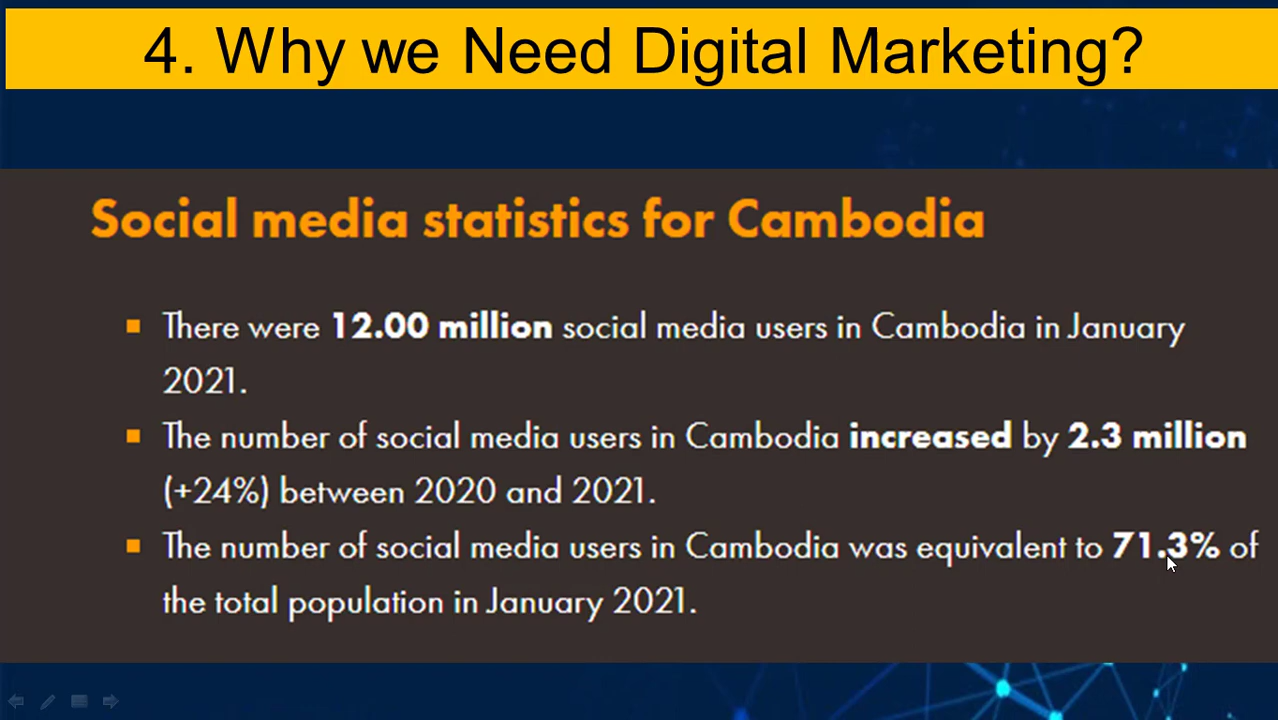 4. Why we Need Digital Marketing?
Social media statistics for Cambodia
There were 12.00 million social media users in Cambodia in January
2021.
The number of social media users in Cambodia increased by 2.3 million
(+24%) between 2020 and 2021.
The number of social media users in Cambodia was equivalent to 71.3% of
the total population in January 2021.